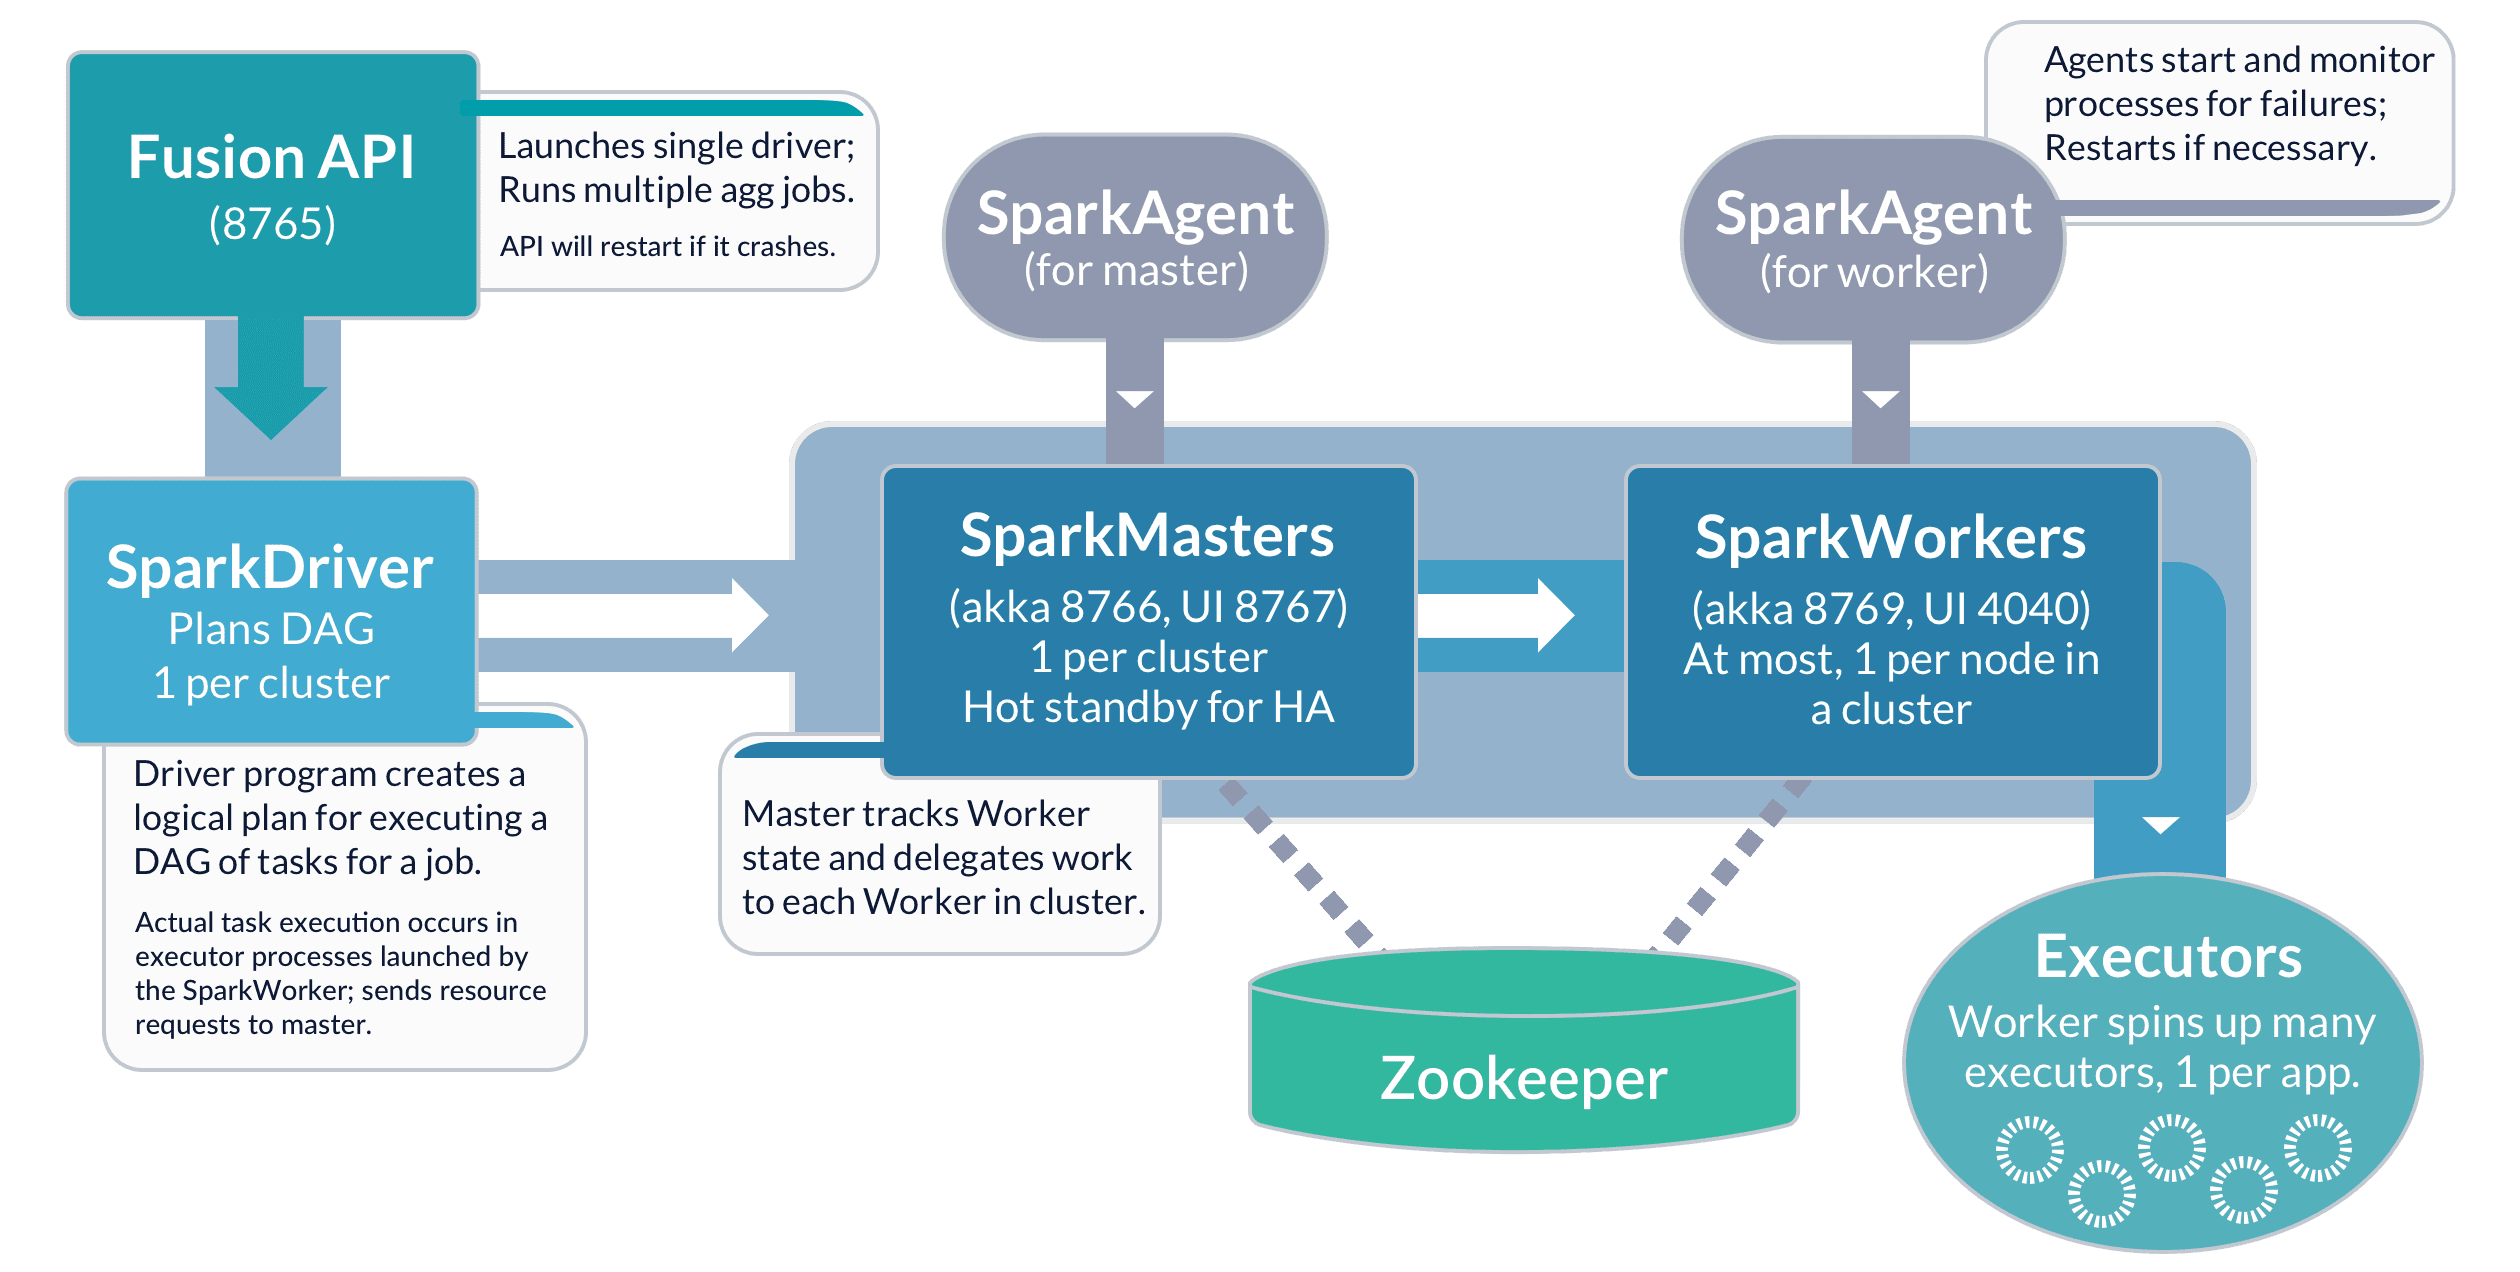 Fusion API
(8765)
Launches single driver;
Runs multiple agg jobs.
API will restart if it crashes.
SparkAgent
(for master)
SparkAgent
(for worker)
Agents start and monitor
processes for failures;
Restarts if necessary.
SparkDriver
Plans DAG
1 per cluster
Driver program creates a
logical plan for executing a
DAG of tasks for a job.
Actual task execution occurs in
executor processes launched by
the SparkWorker; sends resource
requests to master.
SparkMasters
(akka 8766, UI 8767)
1 per cluster
Hot standby for HA
Master tracks Worker
state and delegates work
to each Worker in cluster.
SparkWorkers
(akka 8769, UI 4040)
At most, 1 per node in
a cluster
Zookeeper
Executors
Worker spins up many
executors, 1 per app.